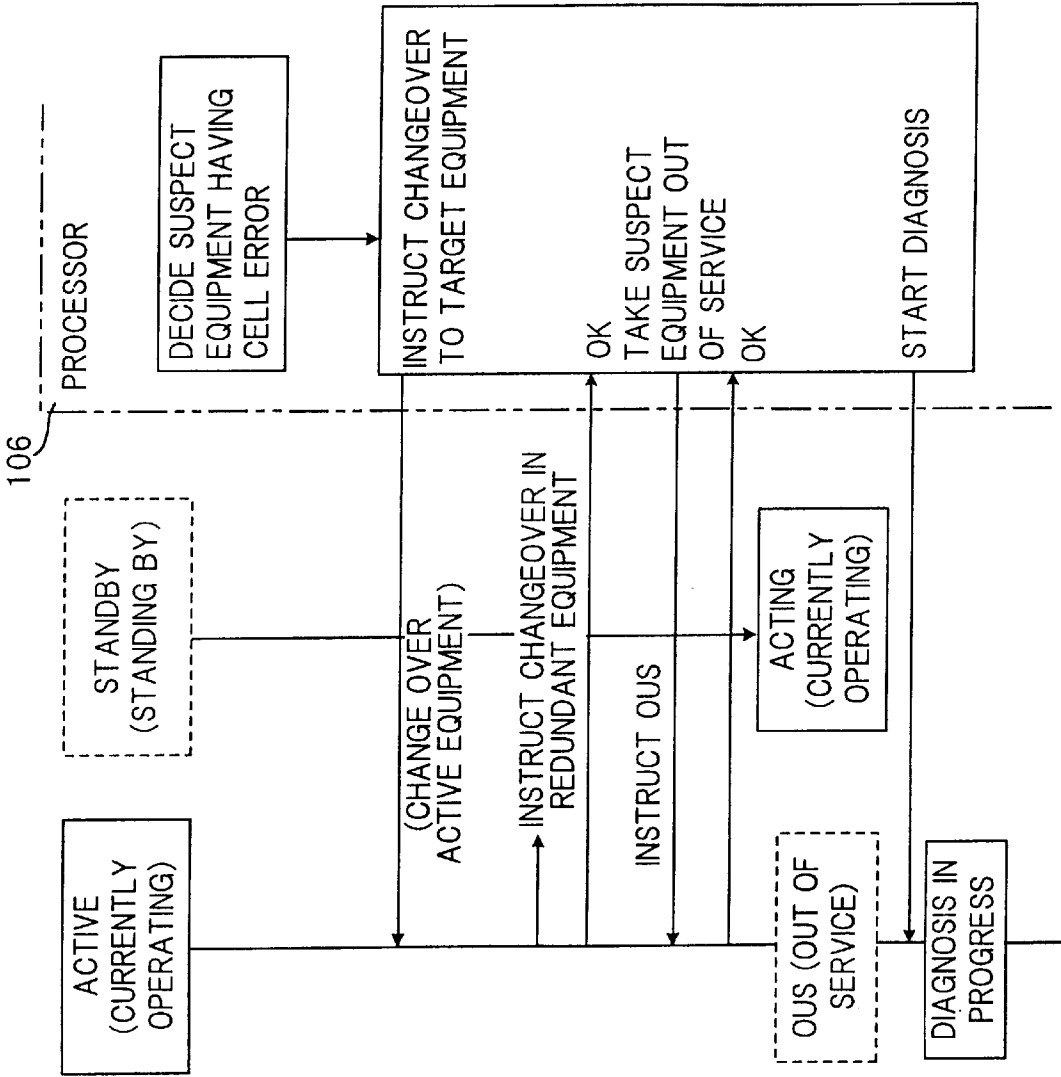 106
PROCESSOR
DECIDE SUSPECT
EQUIPMENT HAVING
CELL ERROR
INSTRUCT CHANGEOVER
TO TARGET EQUIPMENT
OK
TAKE SUSPECT
EQUIPMENT OUT
OF SERVICE
OK
START DIAGNOSIS
STANDBY
(STANDING BY)
(CHANGE OVER
ACTIVE EQUIPMENT)
INSTRUCT CHANGEOVER IN
REDUNDANT EQUIPMENT
INSTRUCT OUS
ACTING
(CURRENTLY
OPERATING)
ACTIVE
(CURRENTLY
OPERATING)
OUS (OUT OF
SERVICE)
DIAGNOSIS IN
PROGRESS